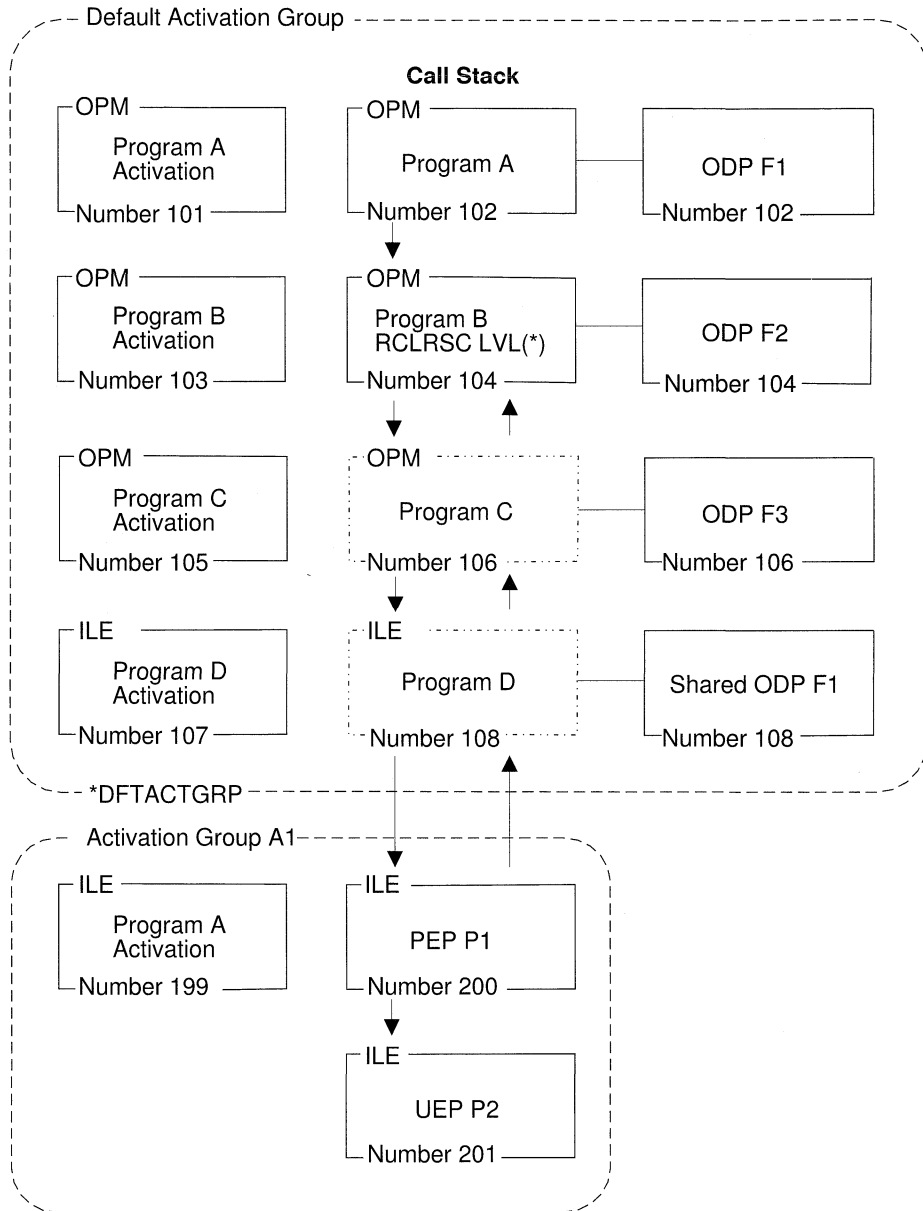 Default Activation Group
Call Stack
OPM
Program A
Activation
Number 101
OPM
Program A
Number 102
ODP F1
Number 102
OPM
Program B
Activation
Number 103
OPM
Program B
RCLRSC LVL(*)
Number 104
ODP F2
Number 104
OPM
Program C
Activation
Number 105
OPM
Program C
Number 106
ODP F3
Number 106
ILE
Program D
Activation
Number 107
ILE
Program D
Number 108
Shared ODP F1
Number 108
*DFTACTGRP
Activation Group A1
ILE
Program A
Activation
Number 199
ILE
PEP P1
Number 200
ILE
UEP P2
Number 201